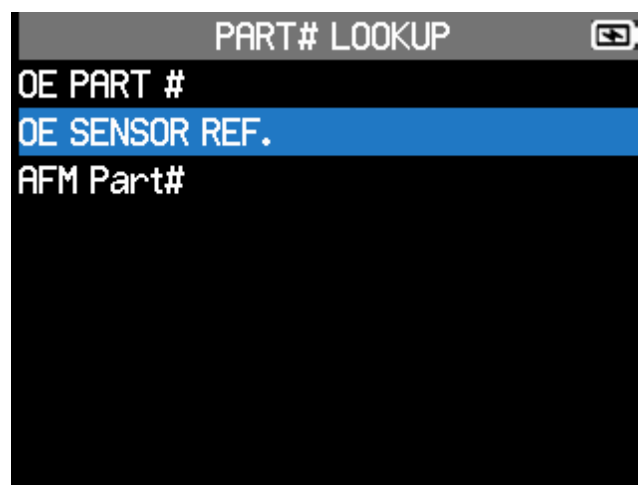 PART# LOOKUP
OE PART #
OE SENSOR REF.
AFM Part#